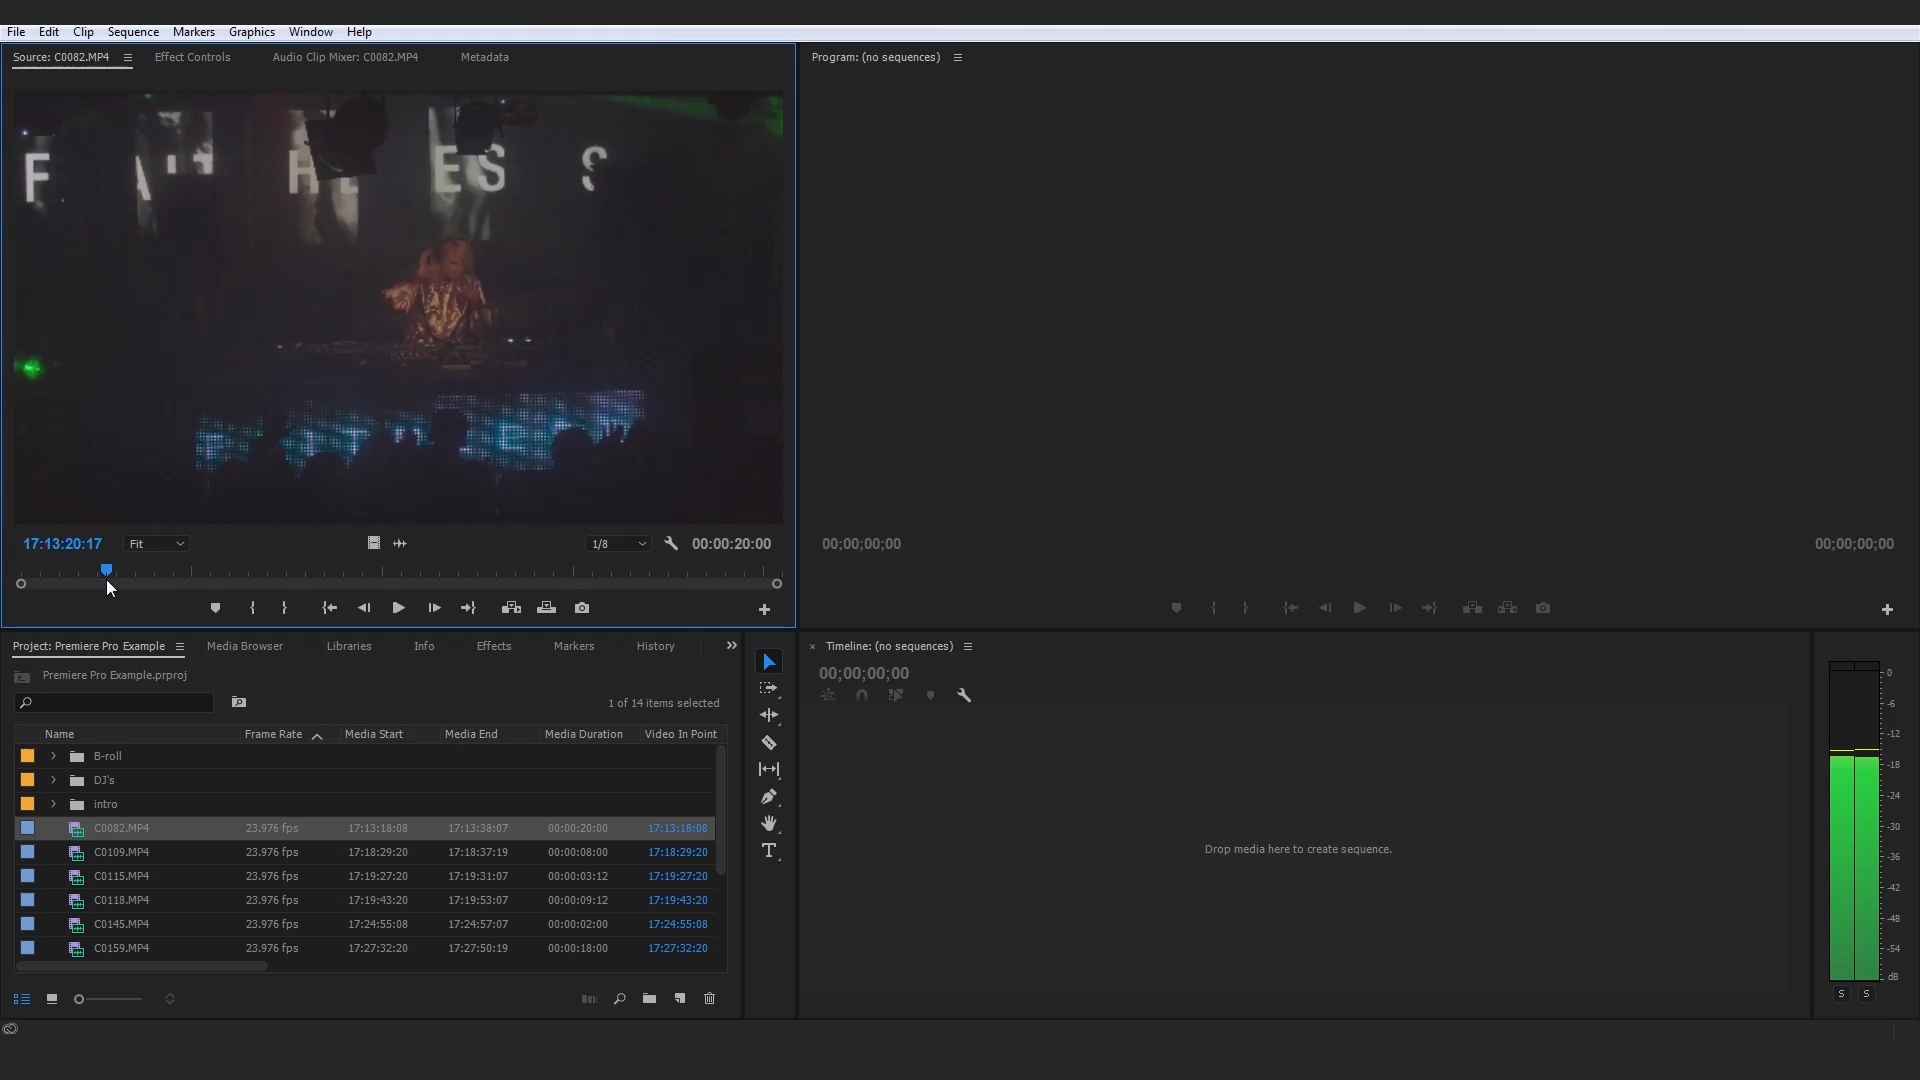 File Edit Clip Sequence Markers Graphics Window Help
Source: C0082.MP4 Effect Controls Audio Clip Mixer: C0082.MP4 Metadata
Program: (no sequences)
17:13:20:17 Fit 1/8 00:00:20:00
00;00;00;00 00;00;00;00
Project: Premiere Pro Example Media Browser Libraries Info Effects Markers History
Premiere Pro Example.prproj
1 of 14 items selected
Name Frame Rate Media Start Media End Media Duration Video In Point
B-roll
DJ's
intro
C0082.MP4 23.976 fps 17:13:18:08 17:13:38:07 00:00:20:00 17:13:18:08
C0109.MP4 23.976 fps 17:18:29:20 17:18:37:19 00:00:08:00 17:18:29:20
C0115.MP4 23.976 fps 17:19:27:20 17:19:31:07 00:00:03:12 17:19:27:20
C0118.MP4 23.976 fps 17:19:43:20 17:19:53:07 00:00:09:12 17:19:43:20
C0145.MP4 23.976 fps 17:24:55:08 17:24:57:07 00:00:02:00 17:24:55:08
C0159.MP4 23.976 fps 17:27:32:20 17:27:50:19 00:00:18:00 17:27:32:20
Timeline: (no sequences)
00;00;00;00
Drop media here to create sequence.
0
-6
-12
-18
-24
-30
-36
-42
-48
-54
dB
S S